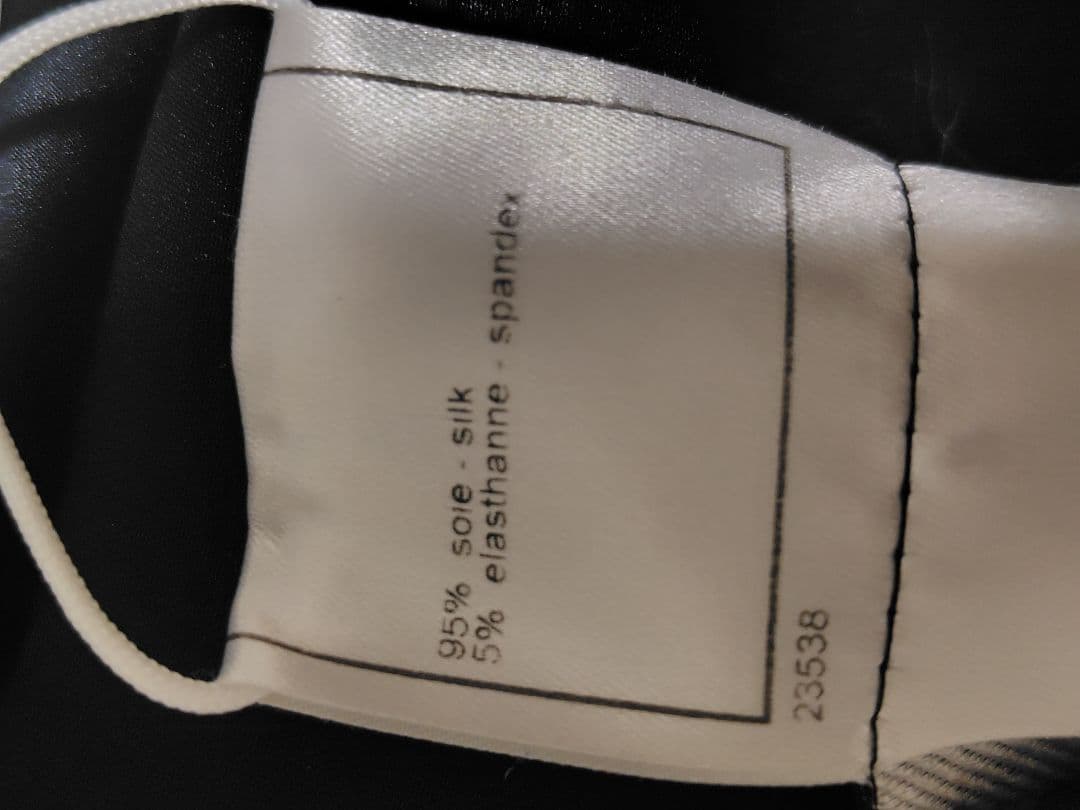 95% soie - silk
5% elasthanne - spandex
23538